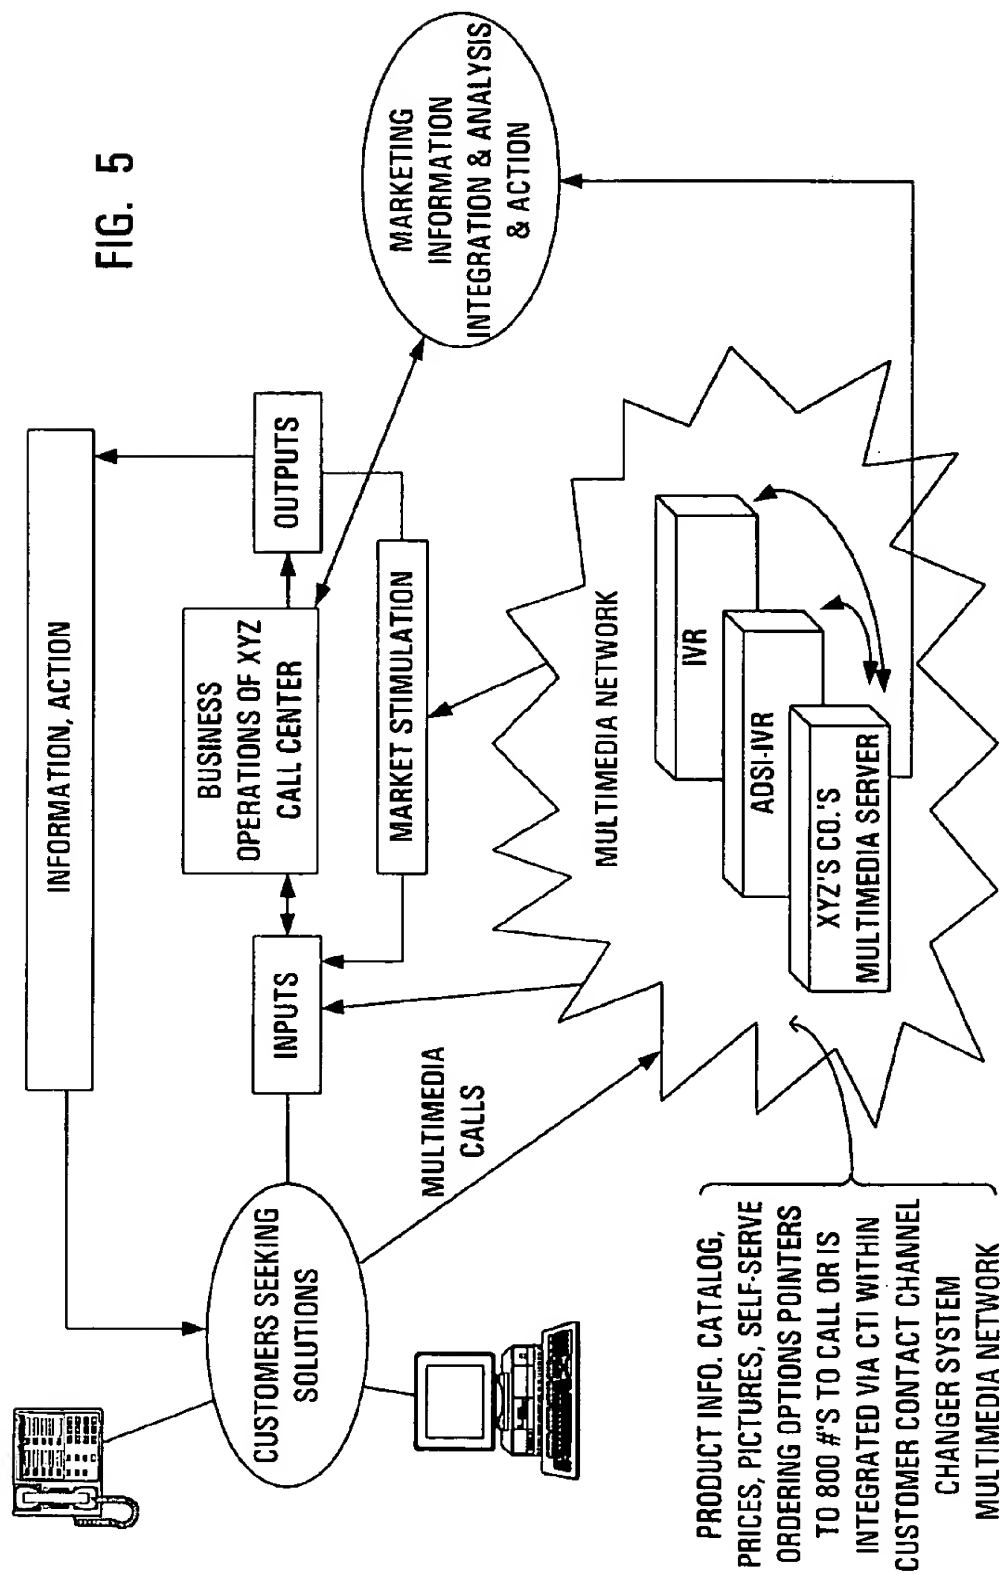 FIG. 5
INFORMATION, ACTION
CUSTOMERS SEEKING
SOLUTIONS
INPUTS
BUSINESS
OPERATIONS OF XYZ
CALL CENTER
OUTPUTS
MARKET STIMULATION
MARKETING
INFORMATION
INTEGRATION & ANALYSIS
& ACTION
MULTIMEDIA
CALLS
MULTIMEDIA NETWORK
IVR
ADSI-IVR
XYZ'S CO.'S
MULTIMEDIA SERVER
PRODUCT INFO. CATALOG,
PRICES, PICTURES, SELF-SERVE
ORDERING OPTIONS POINTERS
TO 800 #'S TO CALL OR IS
INTEGRATED VIA CTI WITHIN
CUSTOMER CONTACT CHANNEL
CHANGER SYSTEM
MULTIMEDIA NETWORK